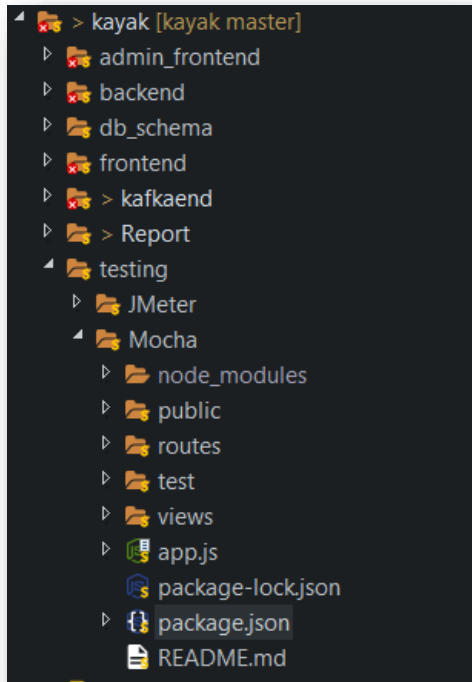 > kayak [kayak master]
admin_frontend
backend
db_schema
frontend
> kafkaend
> Report
testing
JMeter
Mocha
node_modules
public
routes
test
views
app.js
package-lock.json
package.json
README.md